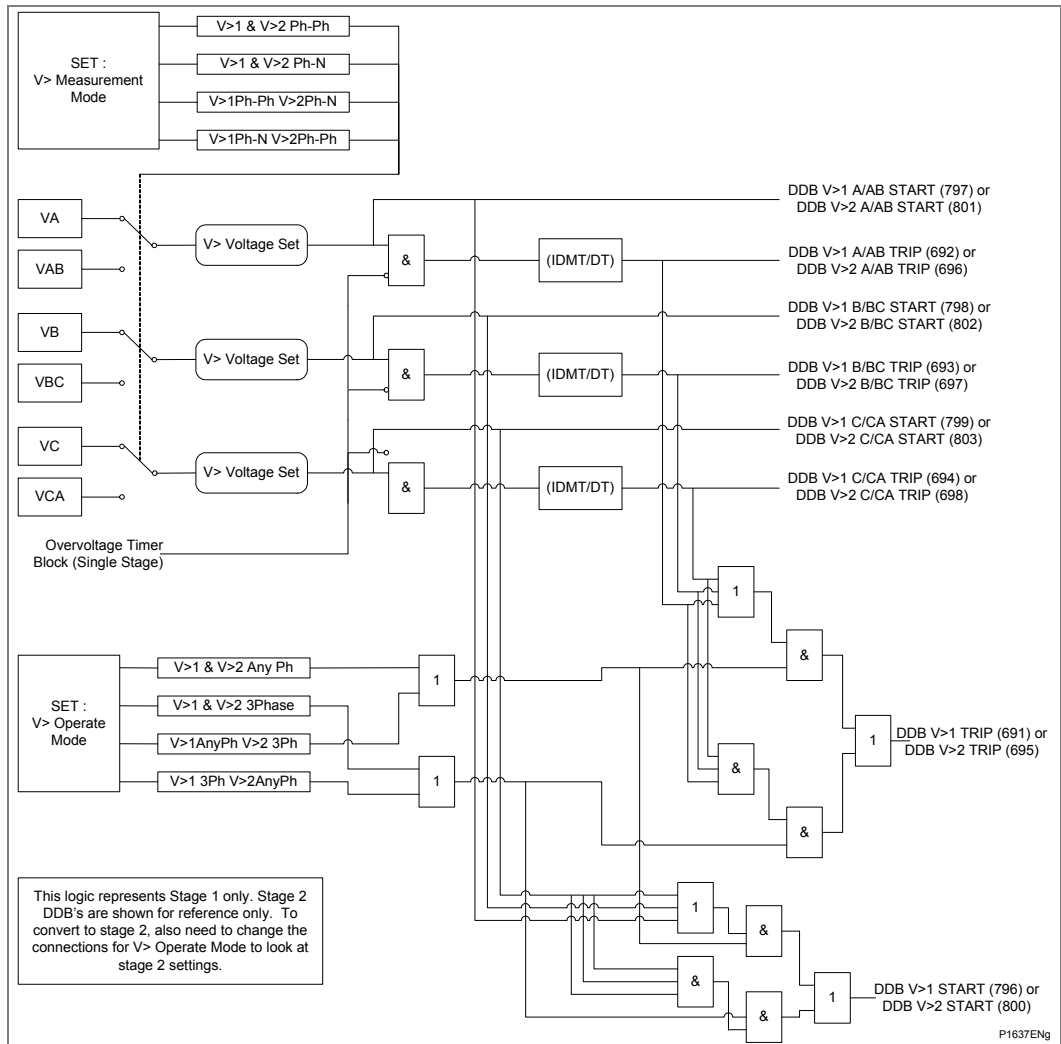 SET :
V> Measurement
Mode
V>1 & V>2 Ph-Ph
V>1 & V>2 Ph-N
V>1Ph-Ph V>2Ph-N
V>1Ph-N V>2Ph-Ph
VA
VAB
VB
VBC
VC
VCA
V> Voltage Set
V> Voltage Set
V> Voltage Set
&
&
&
(IDMT/DT)
(IDMT/DT)
(IDMT/DT)
DDB V>1 A/AB START (797) or
DDB V>2 A/AB START (801)
DDB V>1 A/AB TRIP (692) or
DDB V>2 A/AB TRIP (696)
DDB V>1 B/BC START (798) or
DDB V>2 B/BC START (802)
DDB V>1 B/BC TRIP (693) or
DDB V>2 B/BC TRIP (697)
DDB V>1 C/CA START (799) or
DDB V>2 C/CA START (803)
DDB V>1 C/CA TRIP (694) or
DDB V>2 C/CA TRIP (698)
Overvoltage Timer
Block (Single Stage)
SET :
V> Operate
Mode
V>1 & V>2 Any Ph
V>1 & V>2 3Phase
V>1AnyPh V>2 3Ph
V>1 3Ph V>2AnyPh
1
1
1
&
&
&
1
DDB V>1 TRIP (691) or
DDB V>2 TRIP (695)
This logic represents Stage 1 only. Stage 2
DDB's are shown for reference only. To
convert to stage 2, also need to change the
connections for V> Operate Mode to look at
stage 2 settings.
1
&
&
&
1
DDB V>1 START (796) or
DDB V>2 START (800)
P1637ENg